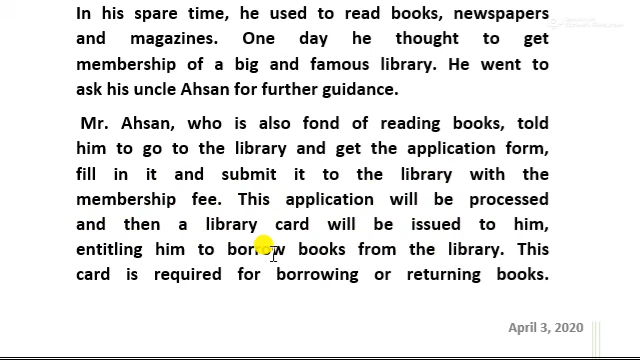 In his spare time, he used to read books, newspapers
and magazines. One day he thought to get
membership of a big and famous library. He went to
ask his uncle Ahsan for further guidance.
Mr. Ahsan, who is also fond of reading books, told
him to go to the library and get the application form,
fill in it and submit it to the library with the
membership fee. This application will be processed
and then a library card will be issued to him,
entitling him to borrow books from the library. This
card is required for borrowing or returning books.
April 3, 2020